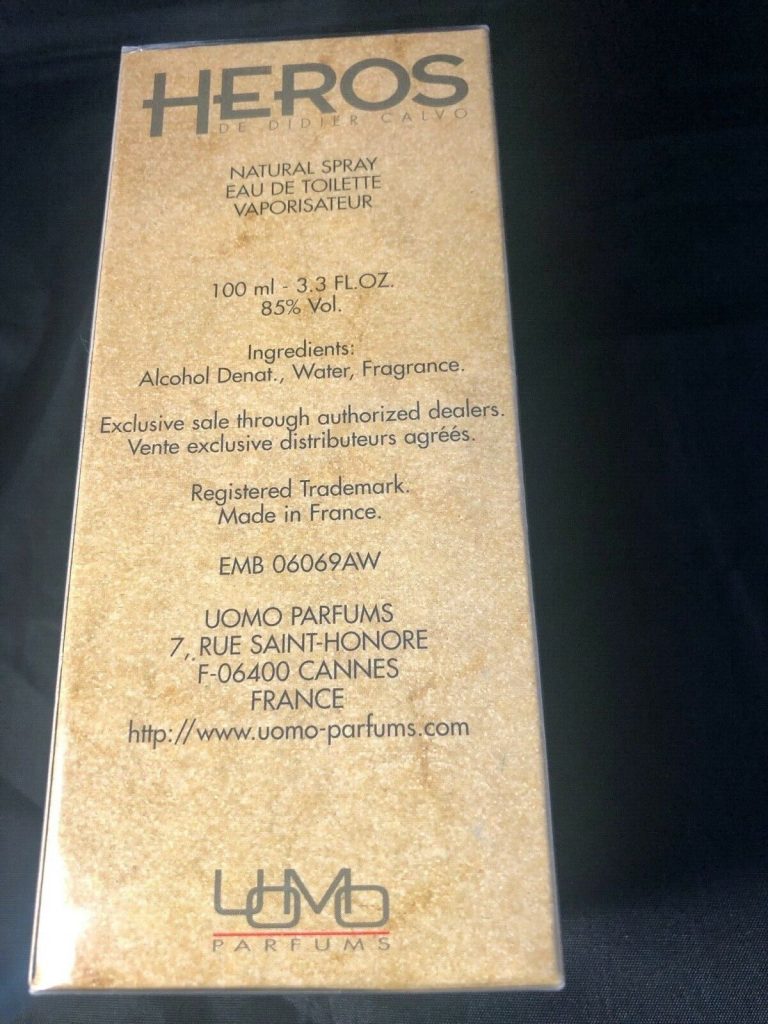 HEROS
DE DIDIER CALVO
NATURAL SPRAY
EAU DE TOILETTE
VAPORISATEUR
100 ml - 3.3 FL.OZ.
85% Vol.
Ingredients:
Alcohol Denat., Water, Fragrance.
Exclusive sale through authorized dealers.
Vente exclusive distributeurs agréés.
Registered Trademark.
Made in France.
EMB 06069AW
UOMO PARFUMS
7, RUE SAINT-HONORE
F-06400 CANNES
FRANCE
http://www.uomo-parfums.com
UOMO
PARFUMS